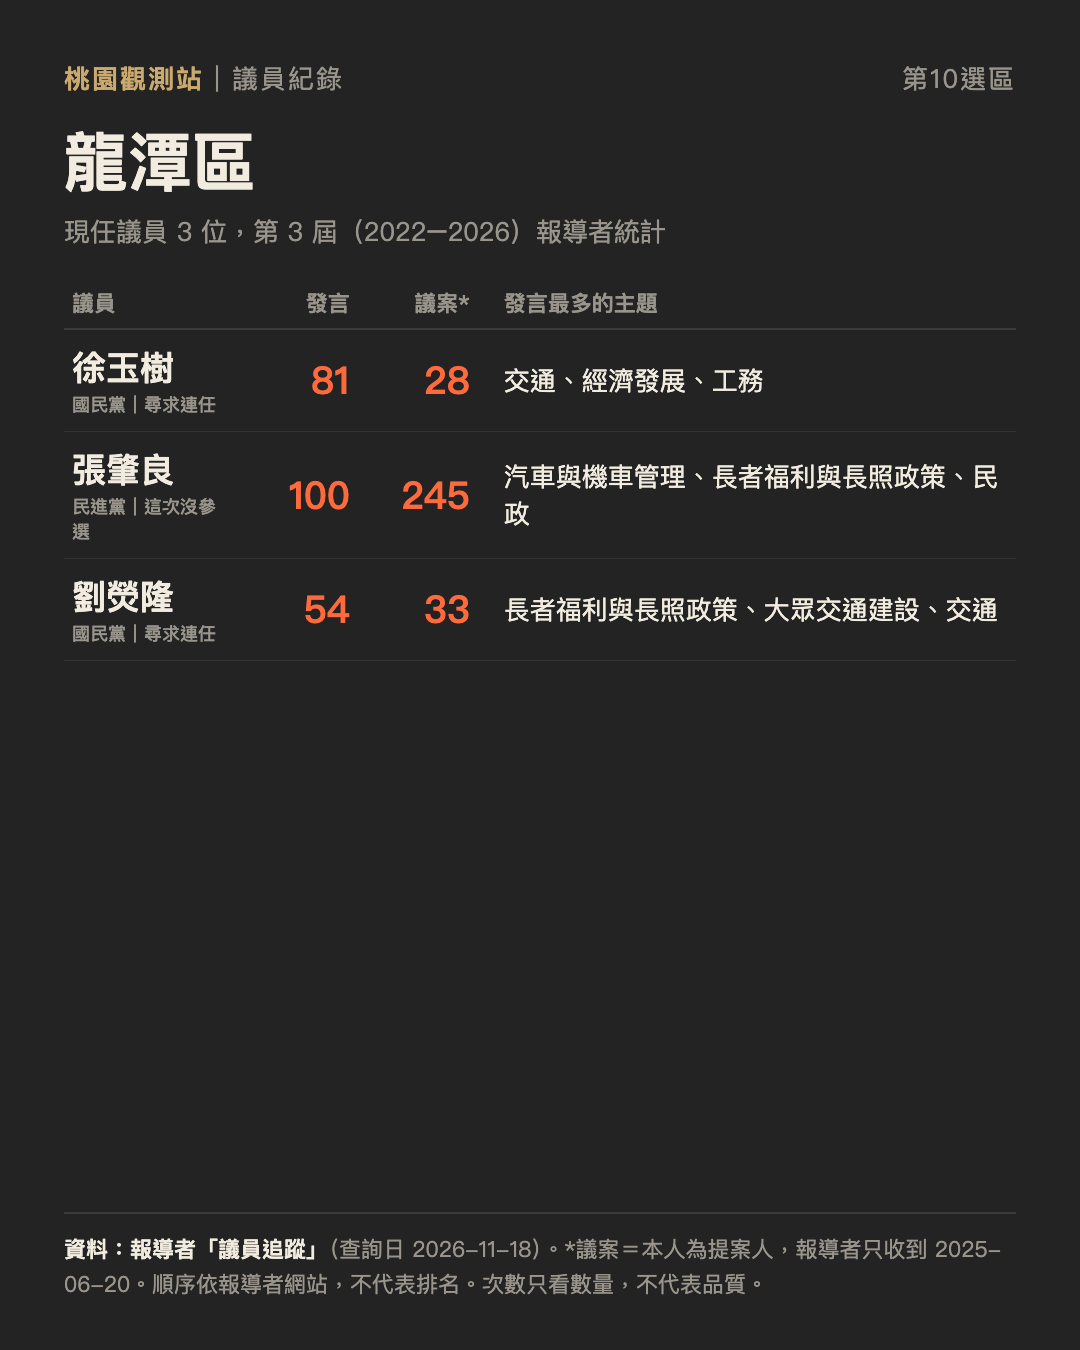 桃園觀測站｜議員紀錄
第10選區
龍潭區
現任議員 3 位，第 3 屆（2022—2026）報導者統計
議員 發言 議案* 發言最多的主題
徐玉樹
國民黨｜尋求連任
81 28 交通、經濟發展、工務
張肇良
民進黨｜這次沒參
選
100 245 汽車與機車管理、長者福利與長照政策、民
政
劉熒隆
國民黨｜尋求連任
54 33 長者福利與長照政策、大眾交通建設、交通
資料：報導者「議員追蹤」（查詢日 2026–11–18）。*議案＝本人為提案人，報導者只收到 2025–
06–20。順序依報導者網站，不代表排名。次數只看數量，不代表品質。